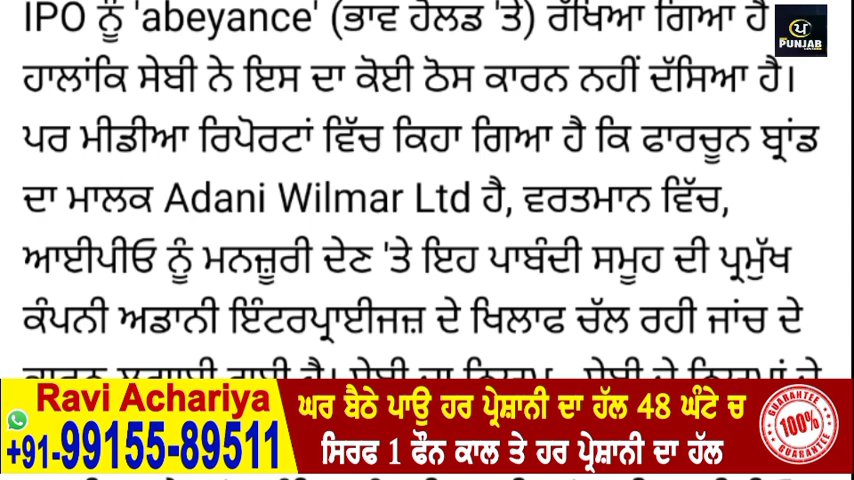 IPO ਨੂੰ 'abeyance' (ਭਾਵ ਹੋਲਡ 'ਤੇ) ਰੱਖਿਆ ਗਿਆ ਹੈ
ਪ
PUNJAB
ਹਾਲਾਂਕਿ ਸੇਬੀ ਨੇ ਇਸ ਦਾ ਕੋਈ ਠੋਸ ਕਾਰਨ ਨਹੀਂ ਦੱਸਿਆ ਹੈ।
ਪਰ ਮੀਡੀਆ ਰਿਪੋਰਟਾਂ ਵਿੱਚ ਕਿਹਾ ਗਿਆ ਹੈ ਕਿ ਫਾਰਚੂਨ ਬ੍ਰਾਂਡ
ਦਾ ਮਾਲਕ Adani Wilmar Ltd ਹੈ, ਵਰਤਮਾਨ ਵਿੱਚ,
ਆਈਪੀਓ ਨੂੰ ਮਨਜ਼ੂਰੀ ਦੇਣ 'ਤੇ ਇਹ ਪਾਬੰਦੀ ਸਮੂਹ ਦੀ ਪ੍ਰਮੁੱਖ
ਕੰਪਨੀ ਅਡਾਨੀ ਇੰਟਰਪ੍ਰਾਈਜਜ਼ ਦੇ ਖਿਲਾਫ ਚੱਲ ਰਹੀ ਜਾਂਚ ਦੇ
Ravi Achariya
+91-99155-89511
ਘਰ ਬੈਠੇ ਪਾਉ ਹਰ ਪ੍ਰੇਸ਼ਾਨੀ ਦਾ ਹੱਲ 48 ਘੰਟੇ ਚ
ਸਿਰਫ 1 ਫੌਨ ਕਾਲ ਤੇ ਹਰ ਪ੍ਰੇਸ਼ਾਨੀ ਦਾ ਹੱਲ
GUARANTEE
100%
GUARANTEE